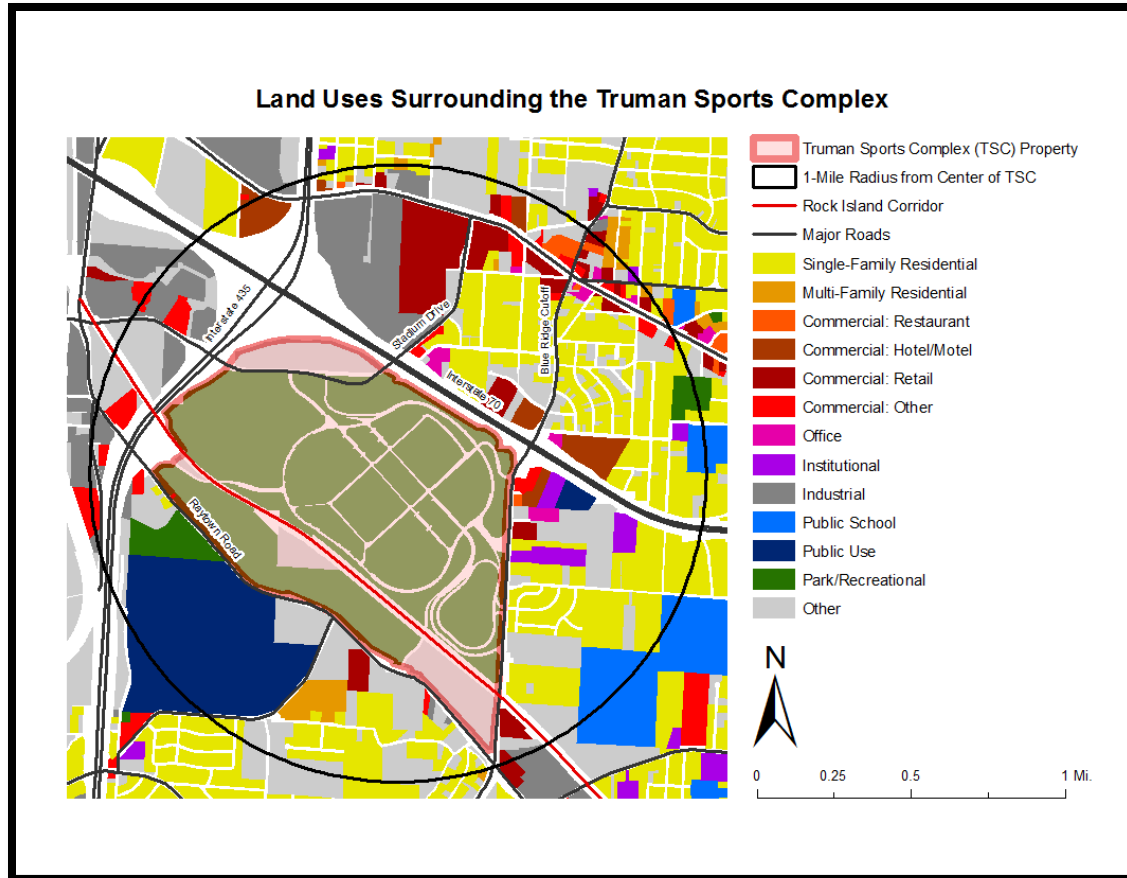 Land Uses Surrounding the Truman Sports Complex
Interstate 435
Stadium Drive
Blue Ridge Cutoff
Interstate 70
Raytown Road
Truman Sports Complex (TSC) Property
1-Mile Radius from Center of TSC
Rock Island Corridor
Major Roads
Single-Family Residential
Multi-Family Residential
Commercial: Restaurant
Commercial: Hotel/Motel
Commercial: Retail
Commercial: Other
Office
Institutional
Industrial
Public School
Public Use
Park/Recreational
Other
N
0 0.25 0.5 1 Mi.